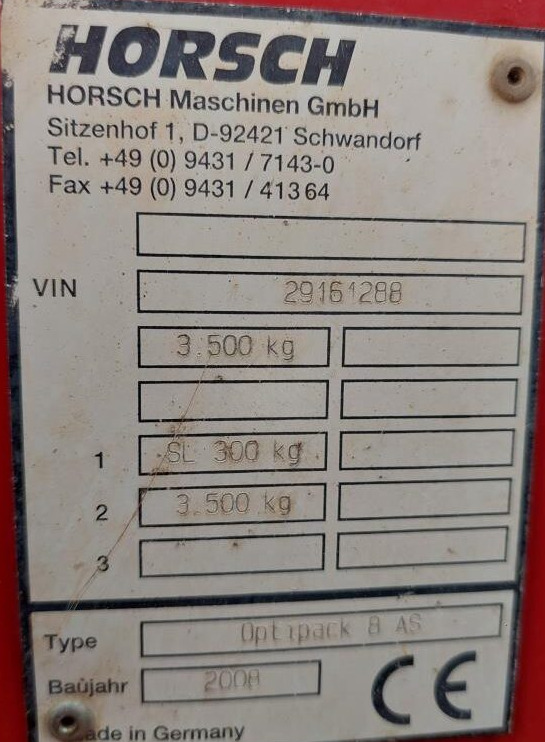 HORSCH
HORSCH Maschinen GmbH
Sitzenhof 1, D-92421 Schwandorf
Tel. +49 (0) 9431 / 7143-0
Fax +49 (0) 9431 / 41364
VIN 29161288
3.500 kg
1 SL 300 kg
2 3.500 kg
3
Type Optipack 8 AS
Baujahr 2008
Made in Germany
CE